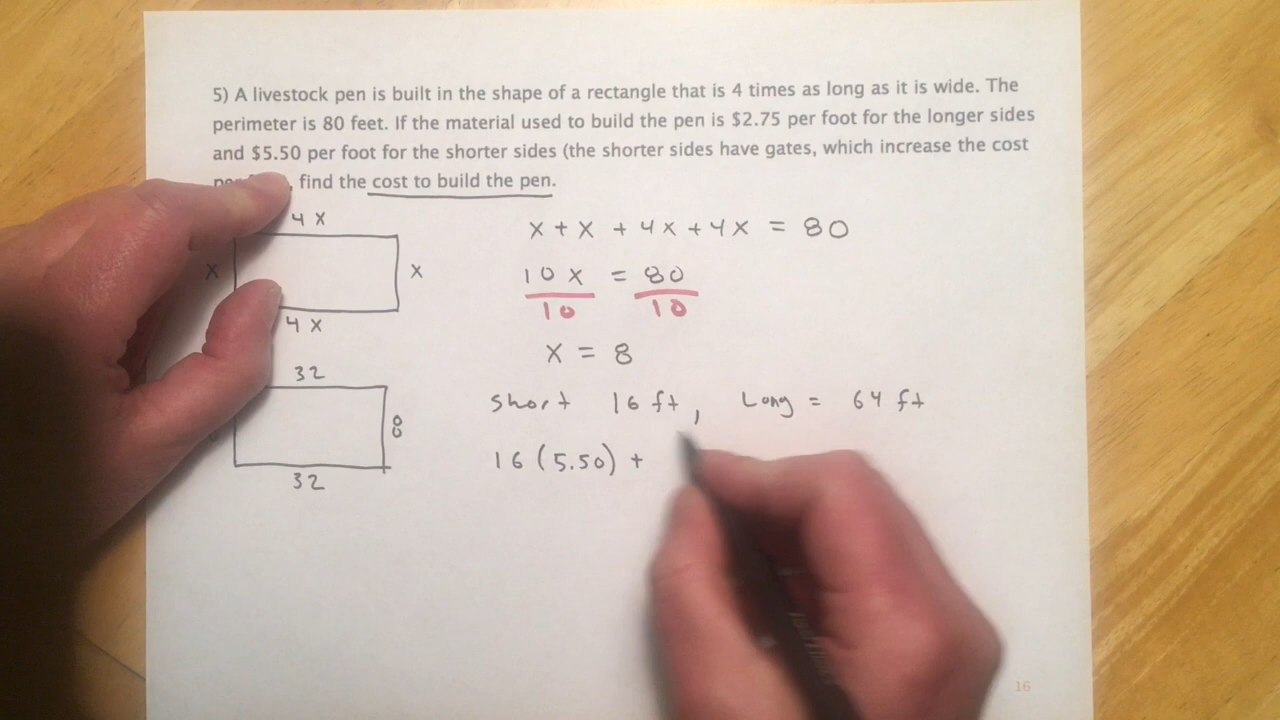 5) A livestock pen is built in the shape of a rectangle that is 4 times as long as it is wide. The
perimeter is 80 feet. If the material used to build the pen is $2.75 per foot for the longer sides
and $5.50 per foot for the shorter sides (the shorter sides have gates, which increase the cost
find the cost to build the pen.
4x
x x
4x
32
8
32
x + x + 4x + 4x = 80
10x = 80
10 10
x = 8
Short 16 ft, Long = 64 ft
16 (5.50) +
16